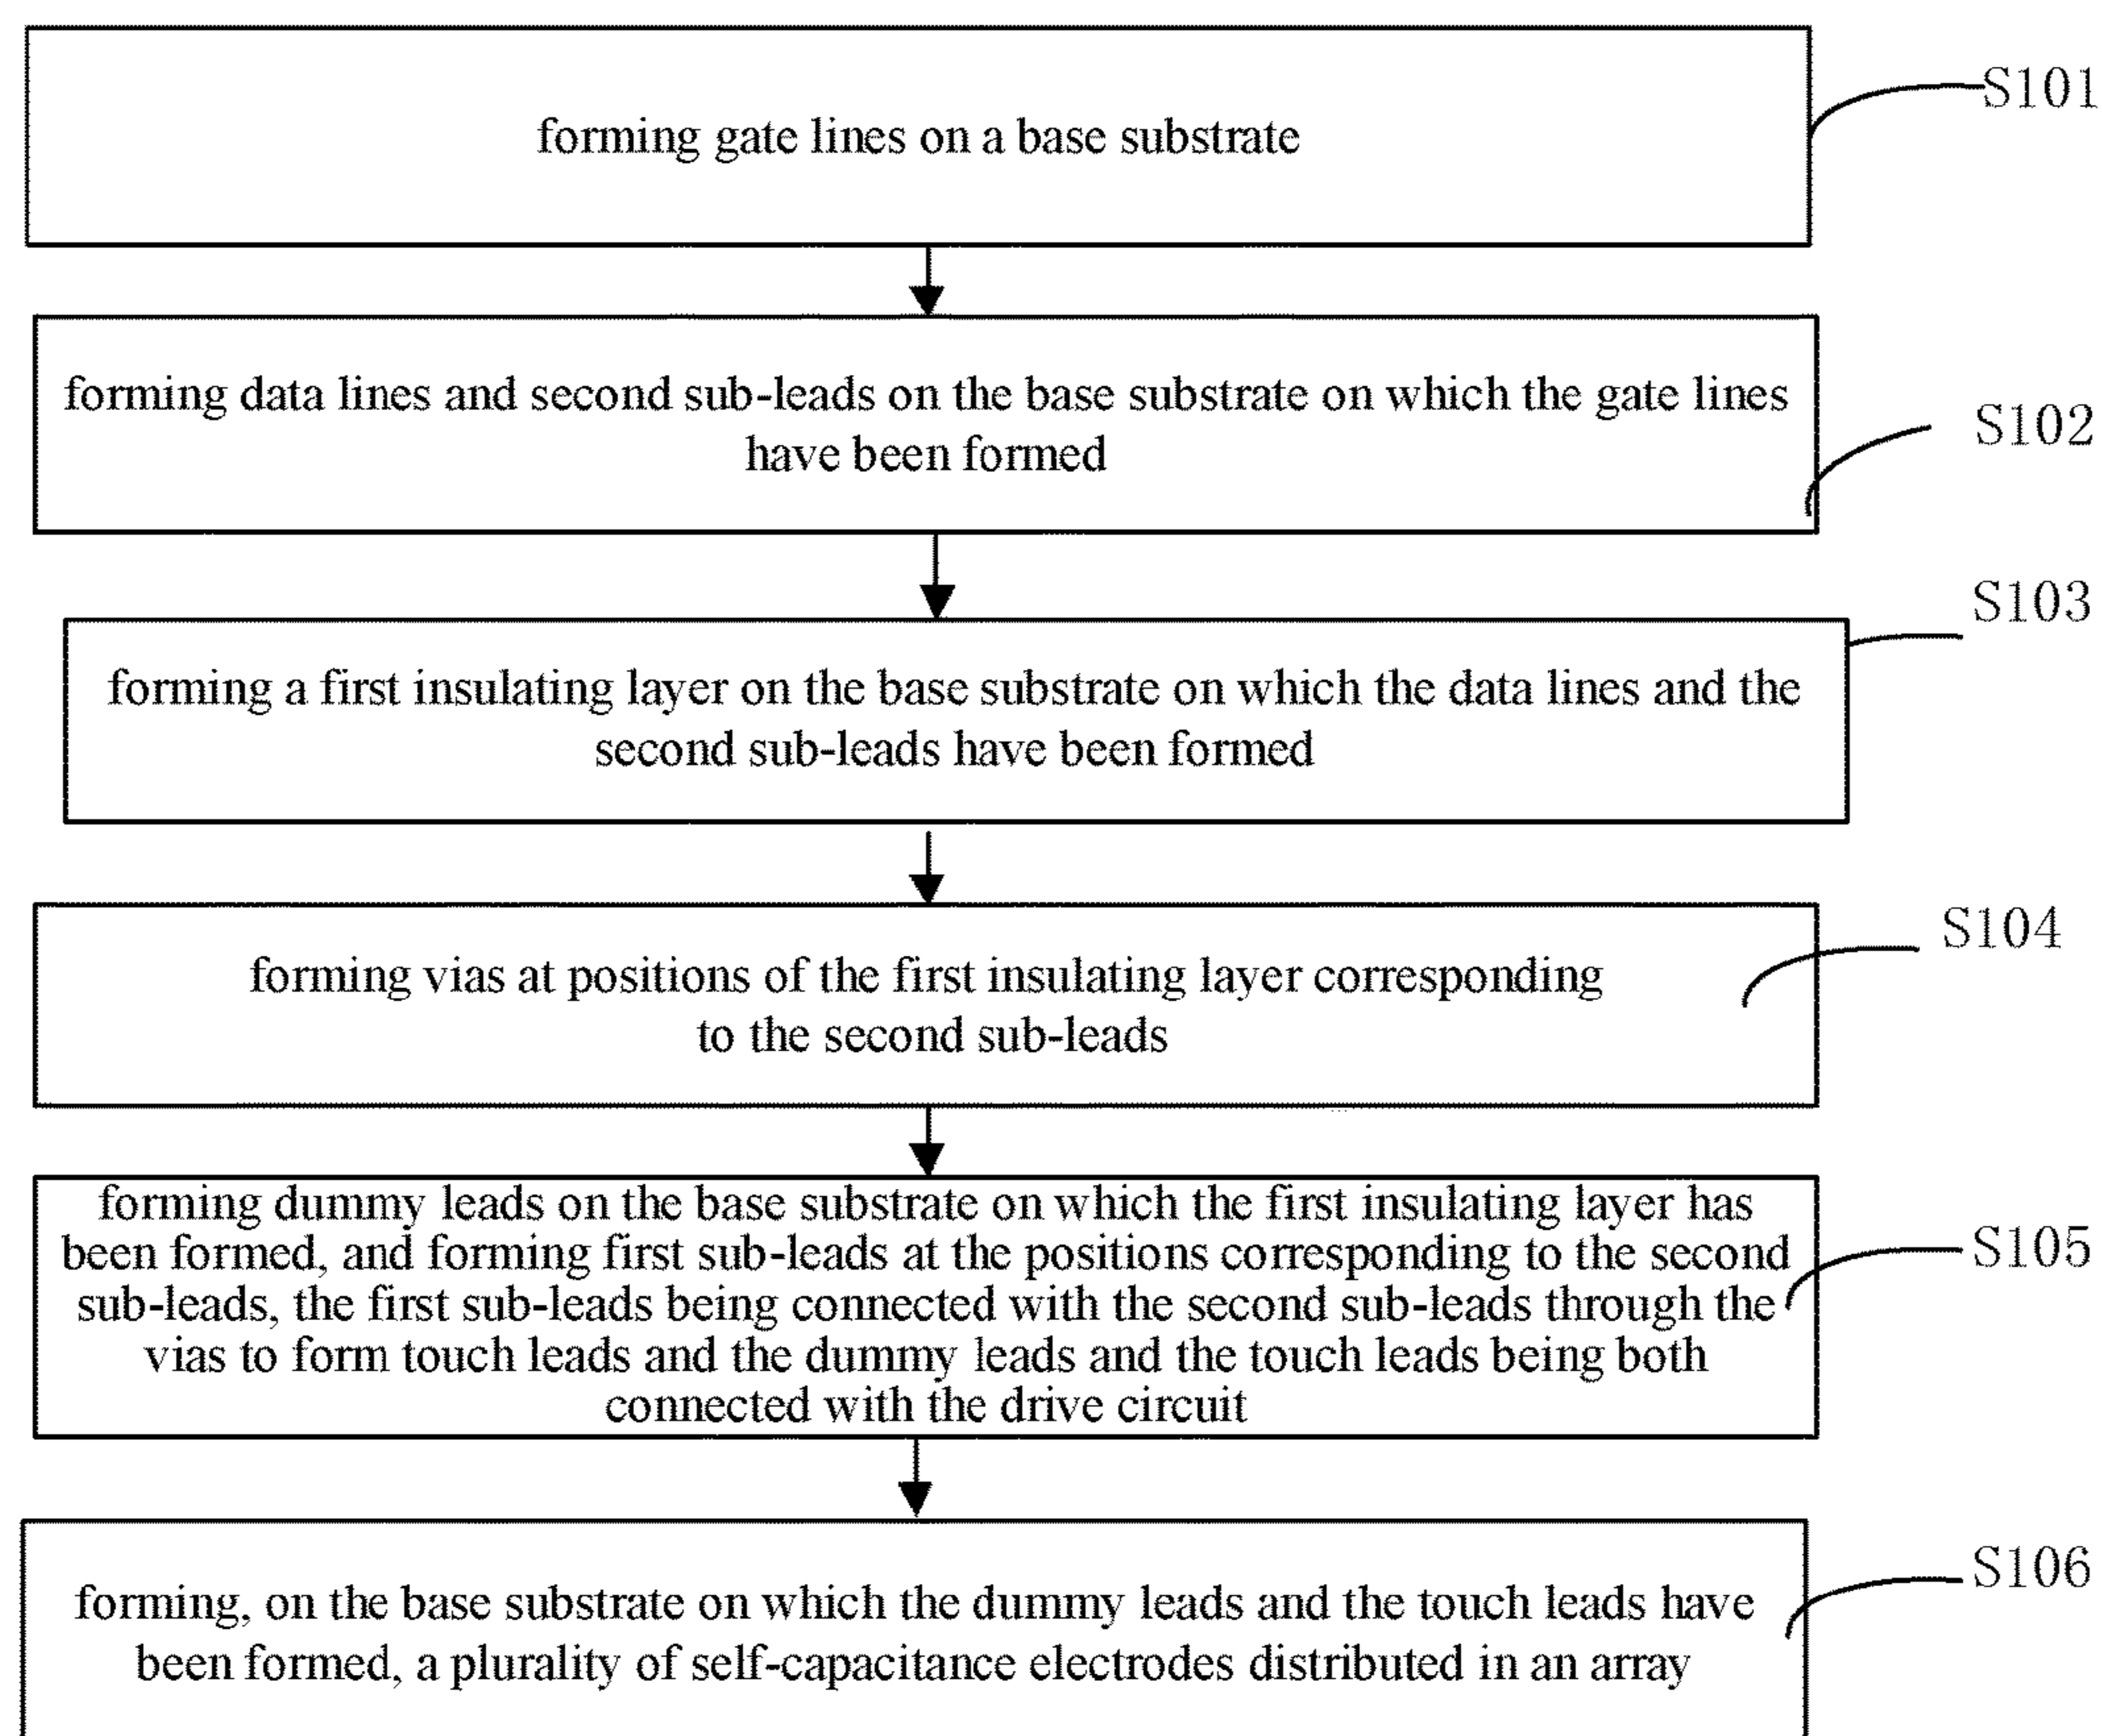 forming gate lines on a base substrate
S101
forming data lines and second sub-leads on the base substrate on which the gate lines
have been formed
S102
forming a first insulating layer on the base substrate on which the data lines and the
second sub-leads have been formed
S103
forming vias at positions of the first insulating layer corresponding
to the second sub-leads
S104
forming dummy leads on the base substrate on which the first insulating layer has
been formed, and forming first sub-leads at the positions corresponding to the second
sub-leads, the first sub-leads being connected with the second sub-leads through the
vias to form touch leads and the dummy leads and the touch leads being both
connected with the drive circuit
S105
forming, on the base substrate on which the dummy leads and the touch leads have
been formed, a plurality of self-capacitance electrodes distributed in an array
S106